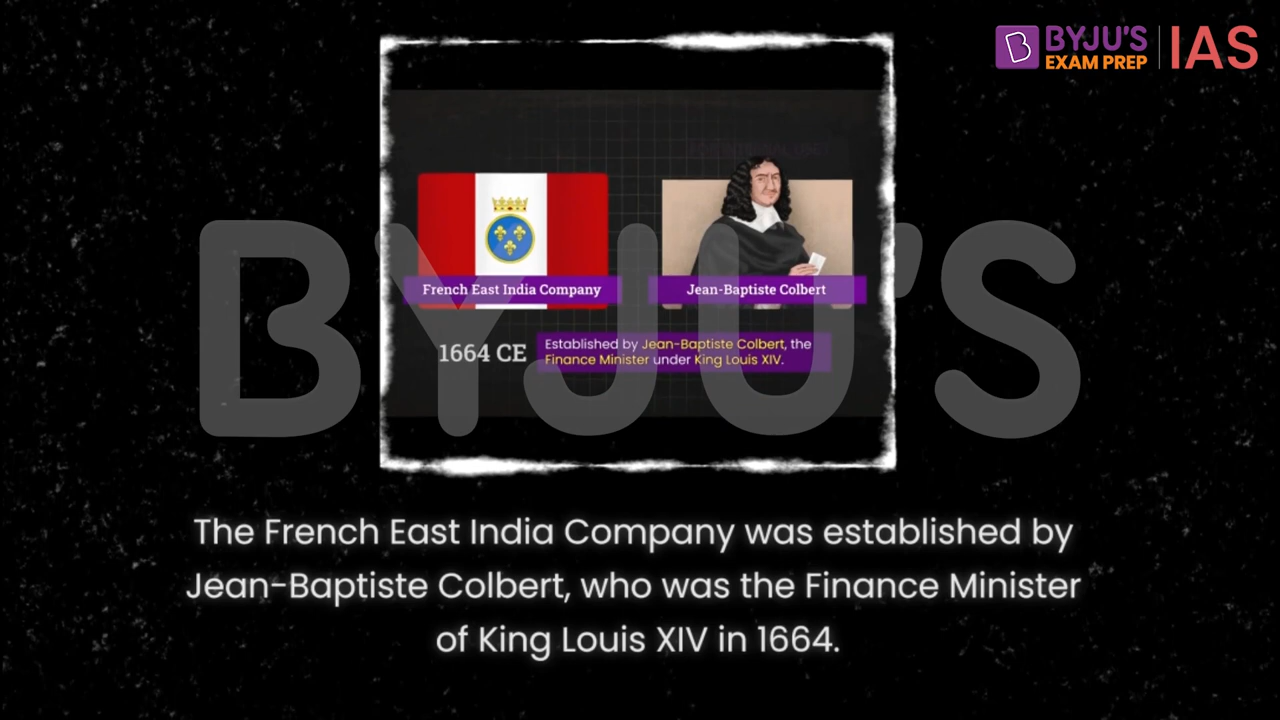 BYJU'S
EXAM PREP
IAS
French East India Company
Jean-Baptiste Colbert
1664 CE
Established by Jean-Baptiste Colbert, the
Finance Minister under King Louis XIV.
BYJU'S
The French East India Company was established by
Jean-Baptiste Colbert, who was the Finance Minister
of King Louis XIV in 1664.